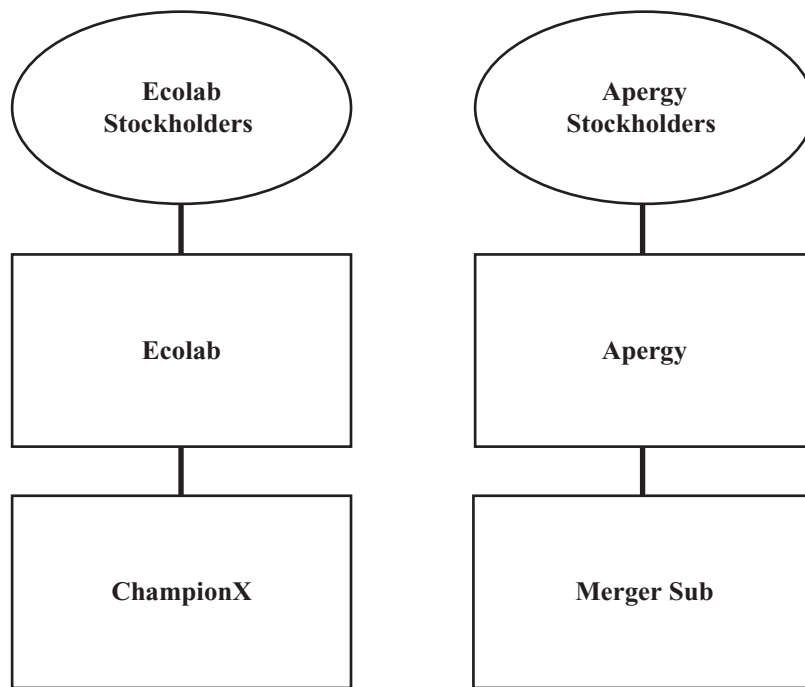 Ecolab
Stockholders
Apergy
Stockholders
Ecolab
Apergy
ChampionX
Merger Sub